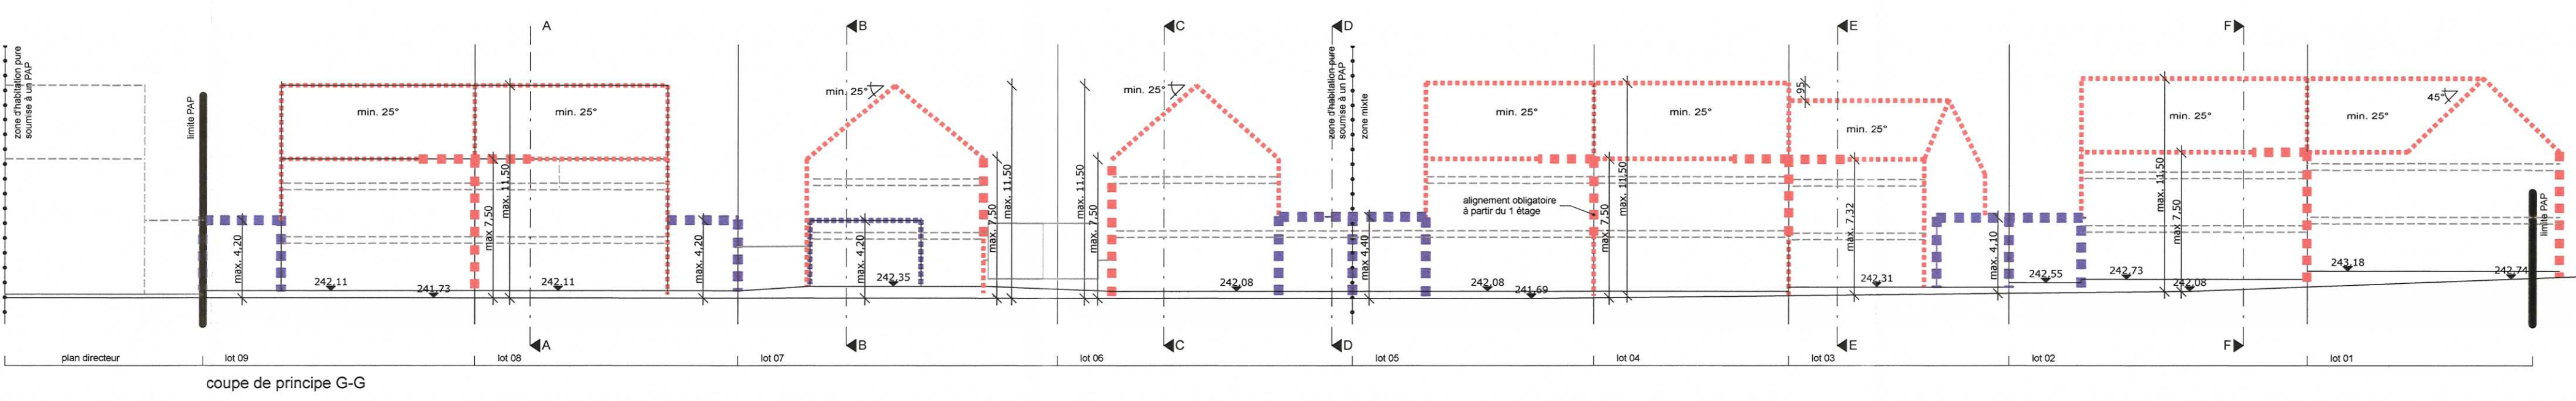 A
B
C
D
E
F
zone d'habitation pure
soumise à un PAP
limite PAP
min. 25°
min. 25°
min. 25°
min. 25°
zone d'habitation pure
soumise à un PAP
zone mixte
min. 25°
min. 25°
95
min. 25°
min. 25°
min. 25°
45°
max. 4,20
242,11
241,73
max 7,50
max. 11,50
242,11
max. 4,20
max. 4,20
242,35
max. 7,50
max. 11,50
max. 11,50
max. 7,50
242,08
max 4,40
242,08
241,69
alignement obligatoire
à partir du 1 étage
max. 7,50
max. 11,50
max. 7,32
242,31
max. 4,10
242,55
242,73
max. 11,50
max 7,50
242,08
243,18
242,74
limite PAP
A
B
C
D
E
F
plan directeur
lot 09
lot 08
lot 07
lot 06
lot 05
lot 04
lot 03
lot 02
lot 01
coupe de principe G-G